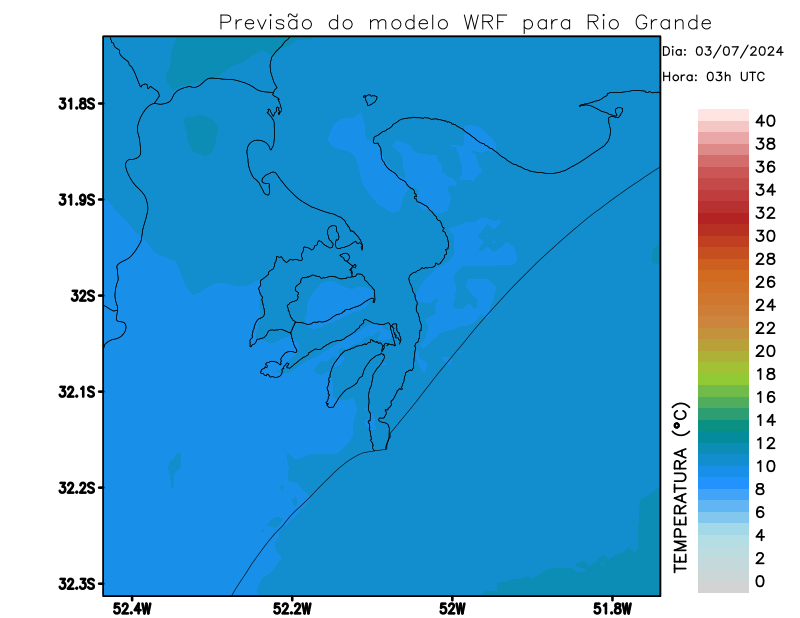 Previsão do modelo WRF para Rio Grande
Dia: 03/07/2024
Hora: 03h UTC
31.8S
31.9S
32S
32.1S
32.2S
32.3S
52.4W
52.2W
52W
51.8W
TEMPERATURA (°C)
40
38
36
34
32
30
28
26
24
22
20
18
16
14
12
10
8
6
4
2
0